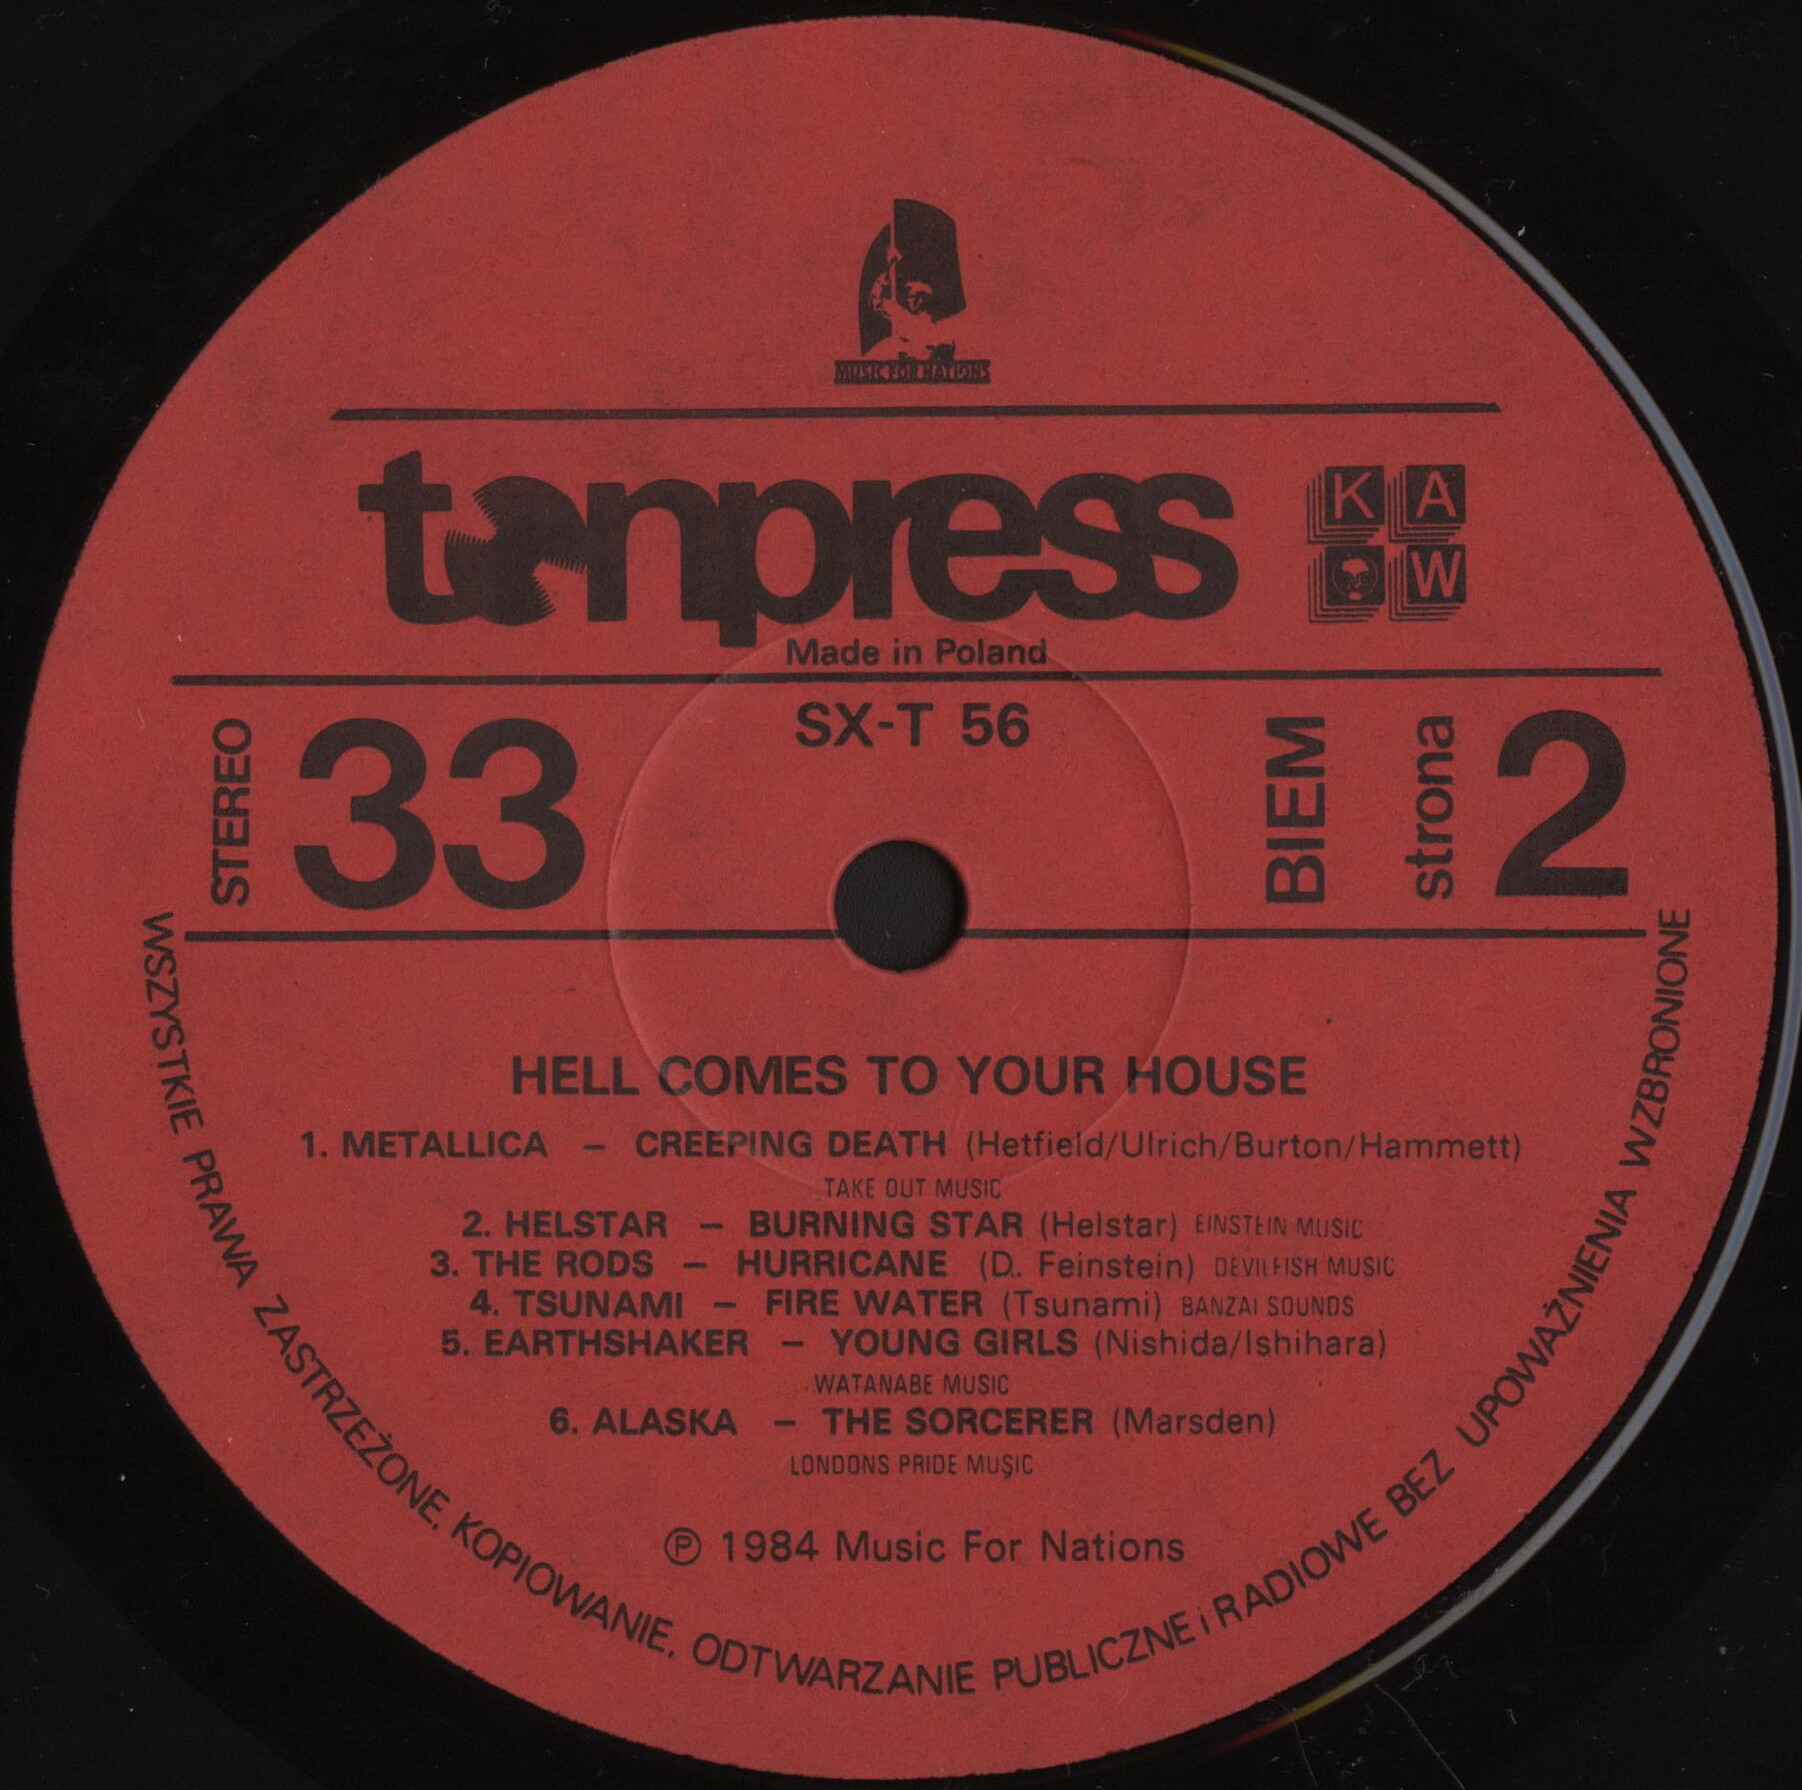 MUSIC FOR NATIONS
tonpress
K A
W
Made in Poland
SX-T 56
STEREO
33
BIEM
strona
2
HELL COMES TO YOUR HOUSE
1. METALLICA – CREEPING DEATH (Hetfield/Ulrich/Burton/Hammett)
TAKE OUT MUSIC
2. HELSTAR – BURNING STAR (Helstar) EINSTEIN MUSIC
3. THE RODS – HURRICANE (D. Feinstein) DEVILFISH MUSIC
4. TSUNAMI – FIRE WATER (Tsunami) BANZAI SOUNDS
5. EARTHSHAKER – YOUNG GIRLS (Nishida/Ishihara)
WATANABE MUSIC
6. ALASKA – THE SORCERER (Marsden)
LONDONS PRIDE MUSIC
Ⓟ 1984 Music For Nations
WSZYSTKIE PRAWA ZASTRZEŻONE. KOPIOWANIE, ODTWARZANIE PUBLICZNE i RADIOWE BEZ UPOWAŻNIENIA WZBRONIONE